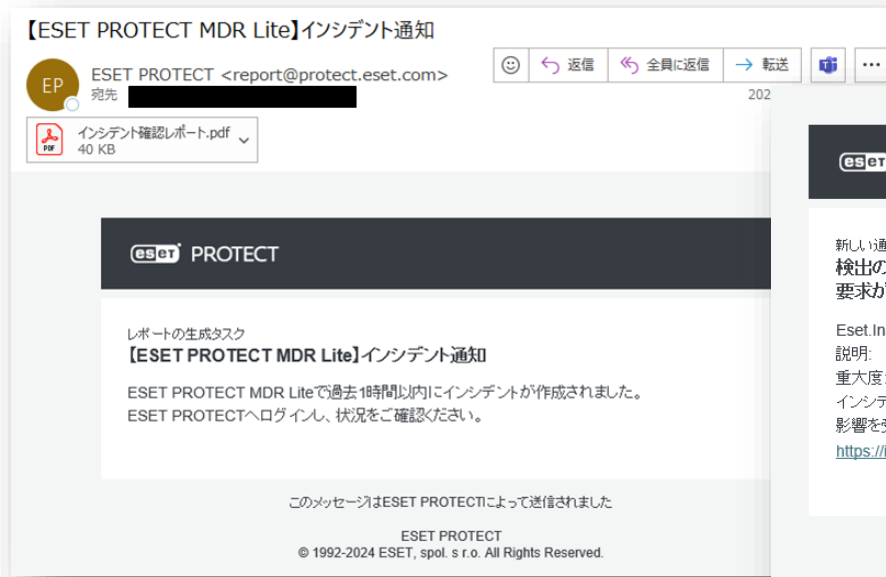 【ESET PROTECT MDR Lite】インシデント通知
EP
ESET PROTECT <report@protect.eset.com>
宛先
返信
全員に返信
転送
202
インシデント確認レポート.pdf
PDF
40 KB
eset PROTECT
レポートの生成タスク
【ESET PROTECT MDR Lite】インシデント通知
ESET PROTECT MDR Liteで過去1時間以内にインシデントが作成されました。
ESET PROTECTへログインし、状況をご確認ください。
このメッセージはESET PROTECTによって送信されました
ESET PROTECT
© 1992-2024 ESET, spol. s r.o. All Rights Reserved.
eset
新しい通
検出の
要求が
Eset.In
説明:
重大度:
インシデ
影響を受
https://i